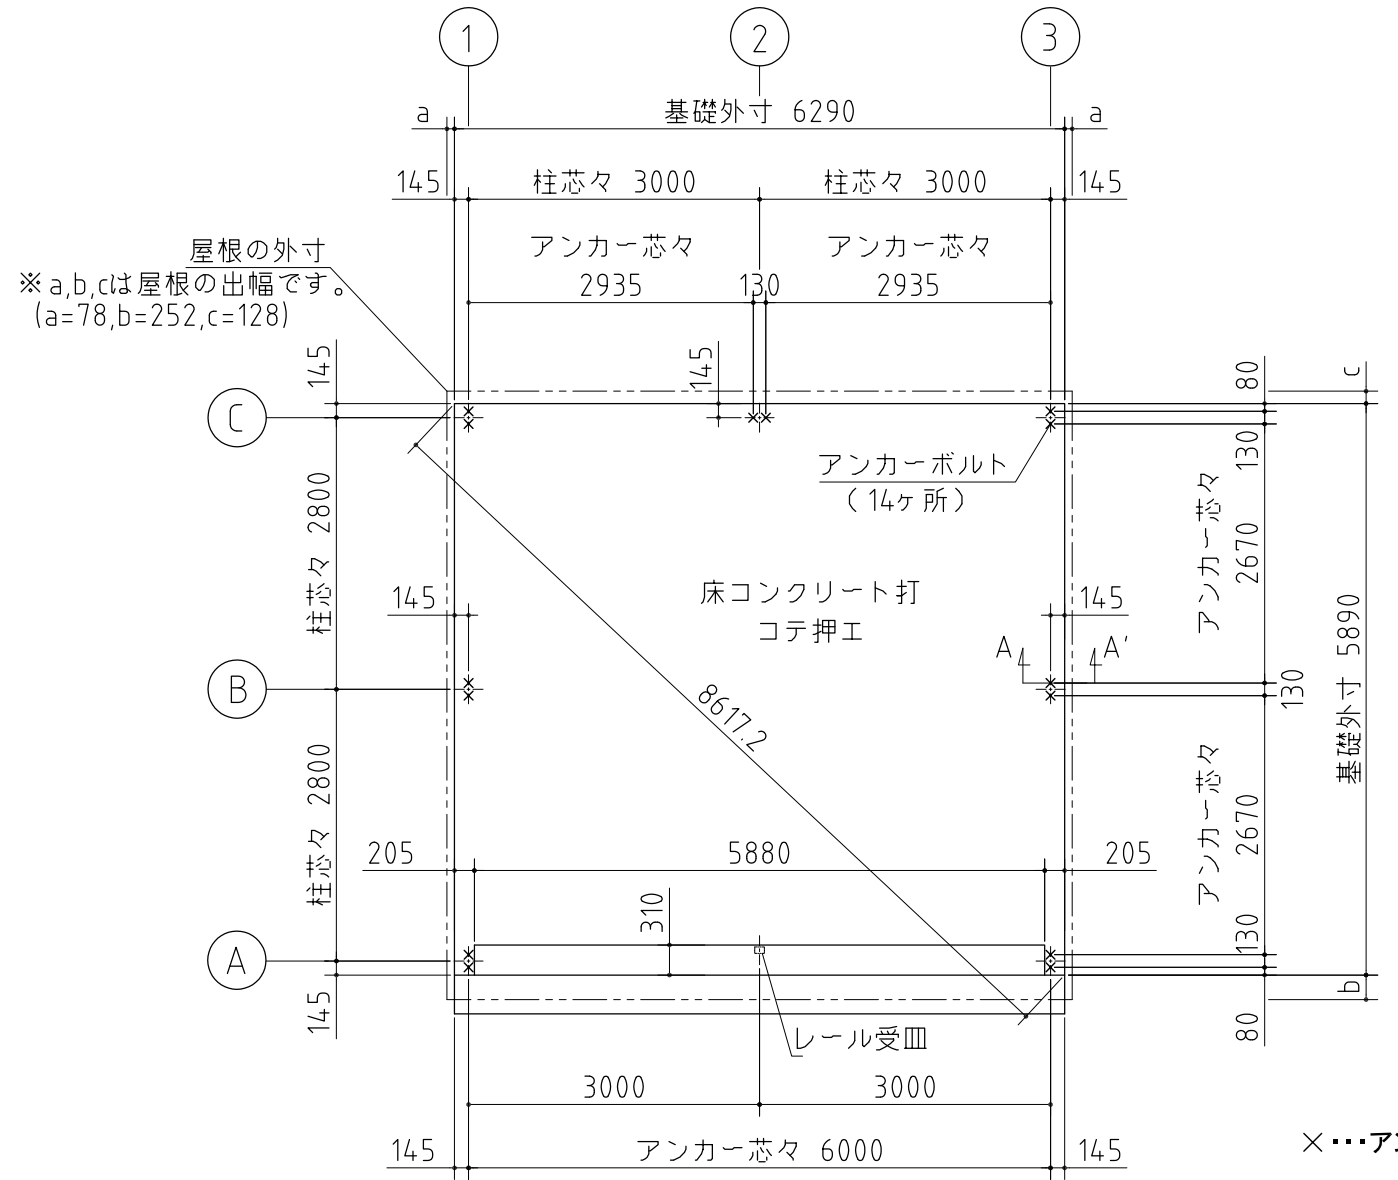 1
2
3
a
基礎外寸 6290
a
145
柱芯々 3000
柱芯々 3000
145
アンカー芯々
アンカー芯々
2935
130
2935
屋根の外寸
※a,b,cは屋根の出幅です。
(a=78,b=252,c=128)
145
145
80
c
C
130
アンカーボルト
(14ヶ所)
柱芯々 2800
アンカー芯々
2670
145
床コンクリート打
コテ押エ
145
基礎外寸 5890
A
A'
B
130
8617.2
柱芯々 2800
アンカー芯々
2670
205
5880
205
310
130
A
145
b
80
レール受皿
3000
3000
145
アンカー芯々 6000
145
×・・・ア